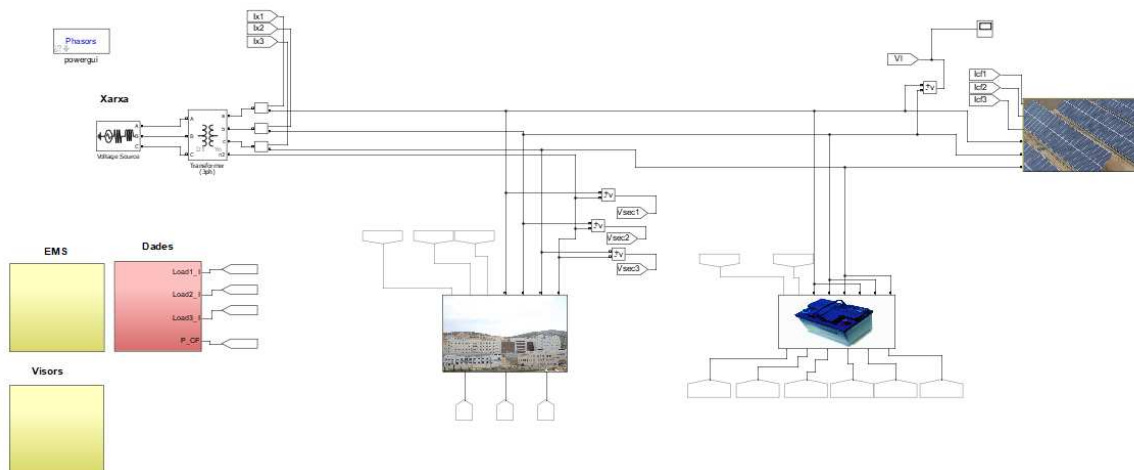 Phasors
powergui
Ix1
Ix2
Ix3
Xarxa
A
B
C
Voltage Source
A
B
C
a
b
c
n2
Transformer
(3ph)
VI
+v
Icf1
Icf2
Icf3
+v
Vsec1
+v
Vsec2
+v
Vsec3
EMS
Dades
Load1_I
Load2_I
Load3_I
P_CF
Visors